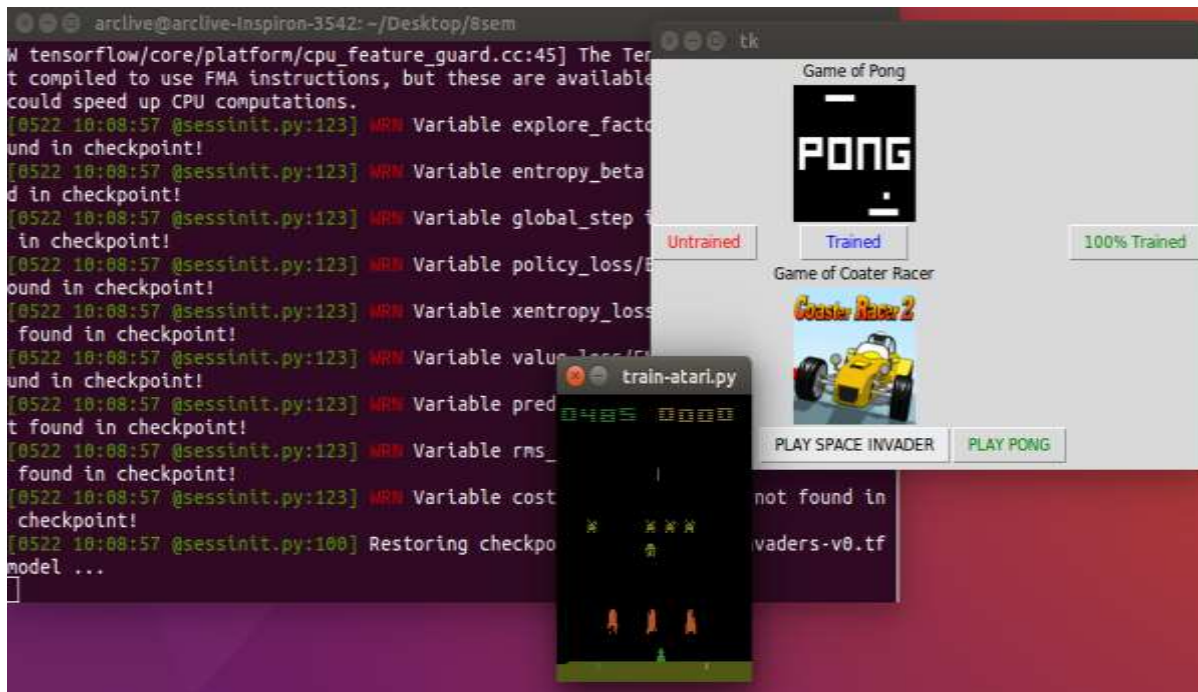 arclive@arclive-Inspiron-3542: ~/Desktop/8sem
W tensorflow/core/platform/cpu_feature_guard.cc:45] The Ten
t compiled to use FMA instructions, but these are available
could speed up CPU computations.
[0522 10:08:57 @sessinit.py:123] WRN Variable explore_facto
und in checkpoint!
[0522 10:08:57 @sessinit.py:123] WRN Variable entropy_beta
d in checkpoint!
[0522 10:08:57 @sessinit.py:123] WRN Variable global_step i
in checkpoint!
[0522 10:08:57 @sessinit.py:123] WRN Variable policy_loss/E
ound in checkpoint!
[0522 10:08:57 @sessinit.py:123] WRN Variable xentropy_loss
found in checkpoint!
[0522 10:08:57 @sessinit.py:123] WRN Variable value_loss/EM
und in checkpoint!
[0522 10:08:57 @sessinit.py:123] WRN Variable pred
t found in checkpoint!
[0522 10:08:57 @sessinit.py:123] WRN Variable rms_
found in checkpoint!
[0522 10:08:57 @sessinit.py:123] WRN Variable cost not found in
checkpoint!
[0522 10:08:57 @sessinit.py:100] Restoring checkpo vaders-v0.tf
model ...
tk
Game of Pong
PONG
Untrained Trained 100% Trained
Game of Coater Racer
Coaster Racer 2
PLAY SPACE INVADER PLAY PONG
train-atari.py
0485 0000